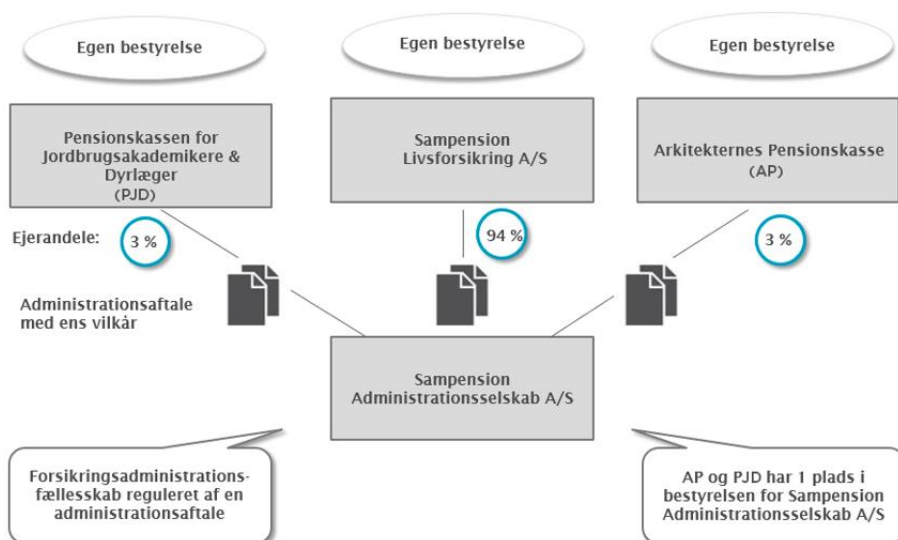 Egen bestyrelse
Egen bestyrelse
Egen bestyrelse
Pensionskassen for
Jordbrugsakademikere &
Dyrlæger
(PJD)
Sampension
Livsforsikring A/S
Arkitekternes Pensionskasse
(AP)
Ejerandele:
3 %
94 %
3 %
Administrationsaftale
med ens vilkår
Sampension
Administrationsselskab A/S
Forsikringsadministrations-
fællesskab reguleret af en
administrationsaftale
AP og PJD har 1 plads i
bestyrelsen for Sampension
Administrationsselskab A/S